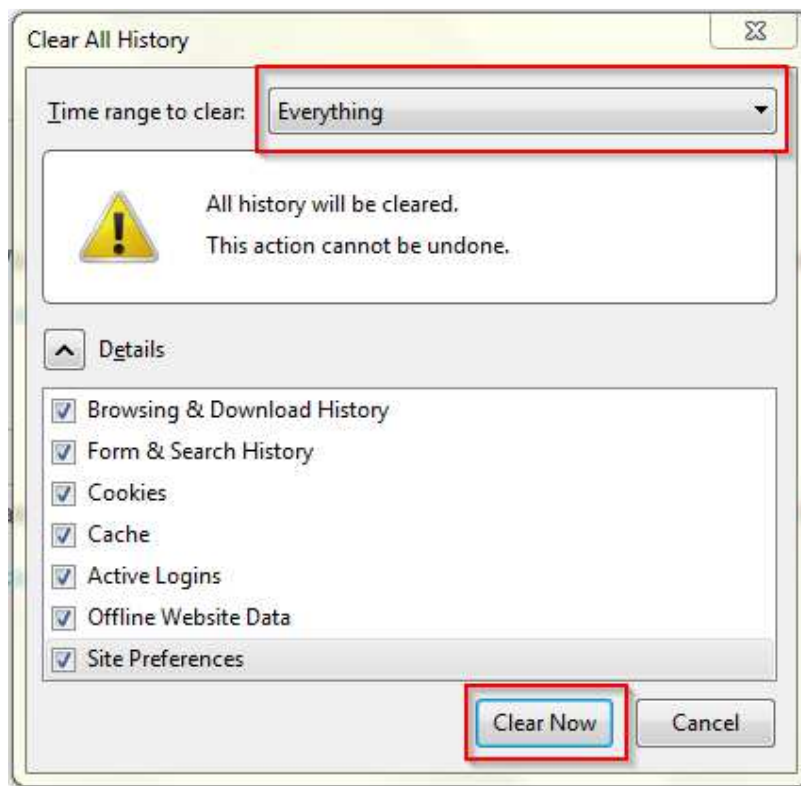 Clear All History
Time range to clear: Everything
All history will be cleared.
This action cannot be undone.
Details
Browsing & Download History
Form & Search History
Cookies
Cache
Active Logins
Offline Website Data
Site Preferences
Clear Now Cancel